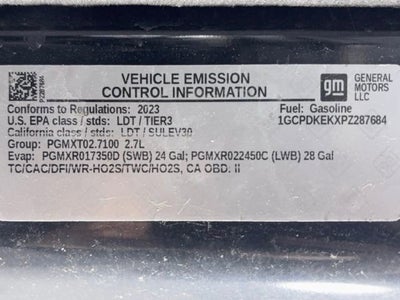 VEHICLE EMISSION
CONTROL INFORMATION
gm GENERAL
MOTORS
LLC
Conforms to Regulations: 2023
Fuel: Gasoline
U.S. EPA class / stds: LDT / TIER3
1GCPDKEKXPZ287684
California class / stds: LDT / SULEV30
Group: PGMXT02.7100 2.7L
Evap: PGMXR017350D (SWB) 24 Gal; PGMXR022450C (LWB) 28 Gal
TC/CAC/DFI/WR-HO2S/TWC/HO2S, CA OBD. II